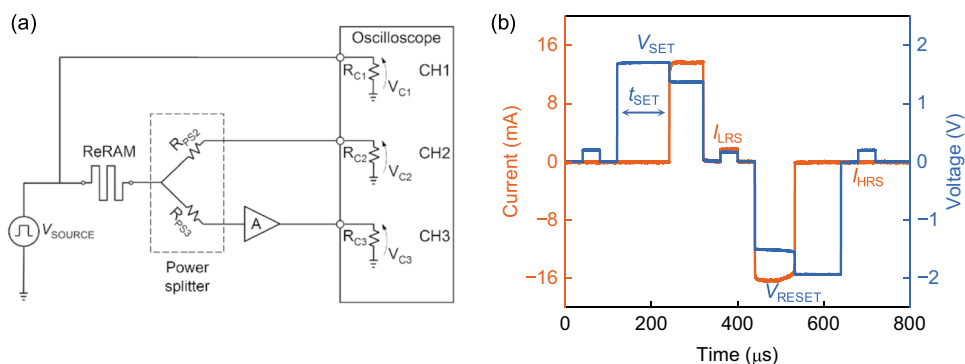 (a)
Oscilloscope
R_C1
V_C1
CH1
ReRAM
R_PS2
R_C2
V_C2
CH2
R_PS3
A
R_C3
V_C3
CH3
V_SOURCE
Power
splitter
(b)
16
8
0
−8
−16
Current (mA)
V_SET
t_SET
I_LRS
I_HRS
V_RESET
2
1
0
−1
−2
Voltage (V)
0 200 400 600 800
Time (μs)